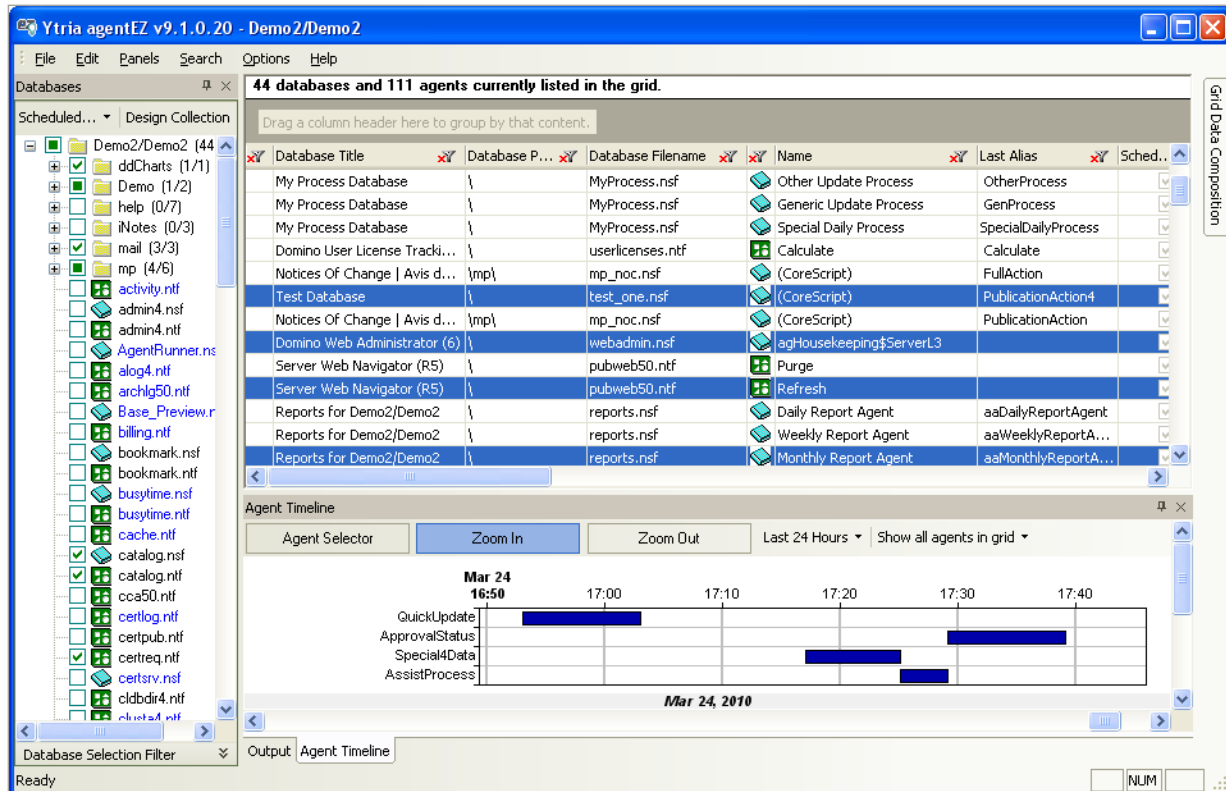 Ytria agentEZ v9.1.0.20 - Demo2/Demo2
File Edit Panels Search Options Help
Databases
Scheduled... Design Collection
Demo2/Demo2 (44
ddCharts (1/1)
Demo (1/2)
help (0/7)
iNotes (0/3)
mail (3/3)
mp (4/6)
activity.ntf
admin4.nsf
admin4.ntf
AgentRunner.ns
alog4.ntf
archlg50.ntf
Base_Preview.r
billing.ntf
bookmark.nsf
bookmark.ntf
busytime.nsf
busytime.ntf
cache.ntf
catalog.nsf
catalog.ntf
cca50.ntf
certlog.ntf
certpub.ntf
certreq.ntf
certsrv.nsf
cldbdir4.ntf
clusta4.ntf
Database Selection Filter
44 databases and 111 agents currently listed in the grid.
Drag a column header here to group by that content.
Database Title Database P... Database Filename Name Last Alias Sched...
My Process Database \ MyProcess.nsf Other Update Process OtherProcess
My Process Database \ MyProcess.nsf Generic Update Process GenProcess
My Process Database \ MyProcess.nsf Special Daily Process SpecialDailyProcess
Domino User License Tracki... \ userlicenses.ntf Calculate Calculate
Notices Of Change | Avis d... \mp\ mp_noc.nsf (CoreScript) FullAction
Test Database \ test_one.nsf (CoreScript) PublicationAction4
Notices Of Change | Avis d... \mp\ mp_noc.nsf (CoreScript) PublicationAction
Domino Web Administrator (6) \ webadmin.nsf agHousekeeping$ServerL3
Server Web Navigator (R5) \ pubweb50.ntf Purge
Server Web Navigator (R5) \ pubweb50.ntf Refresh
Reports for Demo2/Demo2 \ reports.nsf Daily Report Agent aaDailyReportAgent
Reports for Demo2/Demo2 \ reports.nsf Weekly Report Agent aaWeeklyReportA...
Reports for Demo2/Demo2 \ reports.nsf Monthly Report Agent aaMonthlyReportA...
Grid Data Composition
Agent Timeline
Agent Selector Zoom In Zoom Out Last 24 Hours Show all agents in grid
Mar 24
16:50 17:00 17:10 17:20 17:30 17:40
QuickUpdate
ApprovalStatus
Special4Data
AssistProcess
Mar 24, 2010
Output Agent Timeline
Ready NUM